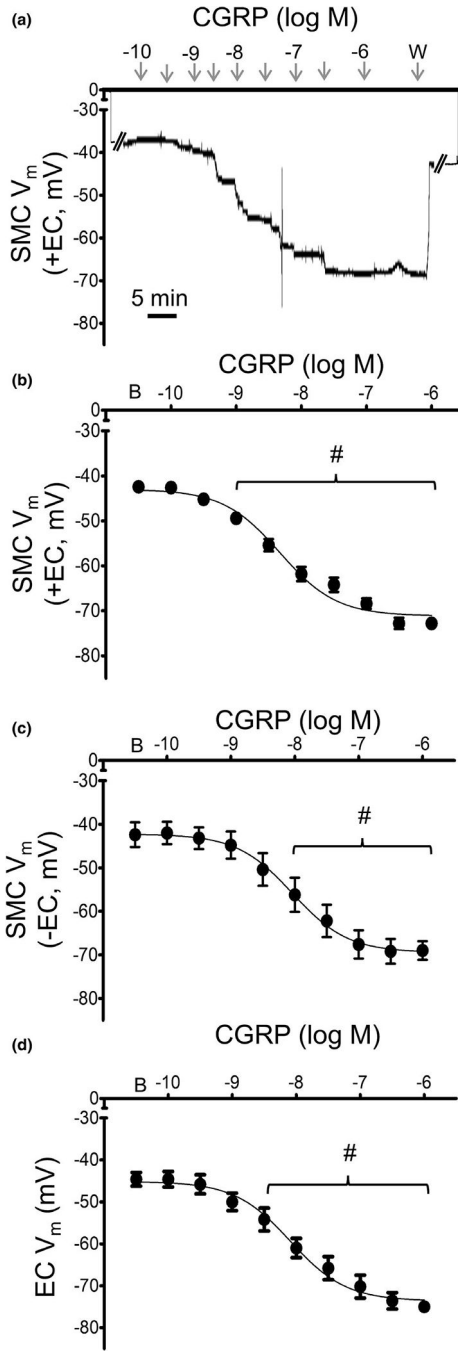 (a)
CGRP (log M)
-10 -9 -8 -7 -6 W
0
-30
-40
-50
-60
-70
-80
SMC Vm
(+EC, mV)
5 min
(b)
CGRP (log M)
B -10 -9 -8 -7 -6
0
-30
-40
-50
-60
-70
-80
SMC Vm
(+EC, mV)
#
(c)
CGRP (log M)
B -10 -9 -8 -7 -6
0
-30
-40
-50
-60
-70
-80
SMC Vm
(-EC, mV)
#
(d)
CGRP (log M)
B -10 -9 -8 -7 -6
0
-30
-40
-50
-60
-70
-80
EC Vm (mV)
#